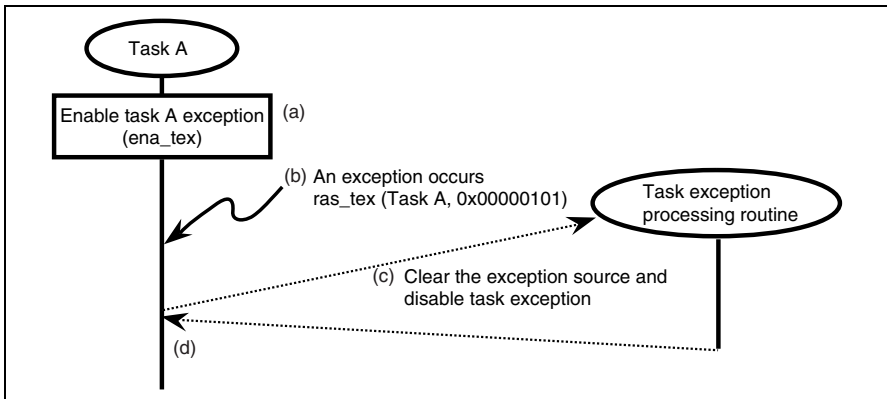 Task A
Enable task A exception
(ena_tex)
(a)
(b) An exception occurs
ras_tex (Task A, 0x00000101)
Task exception
processing routine
(c) Clear the exception source and
disable task exception
(d)